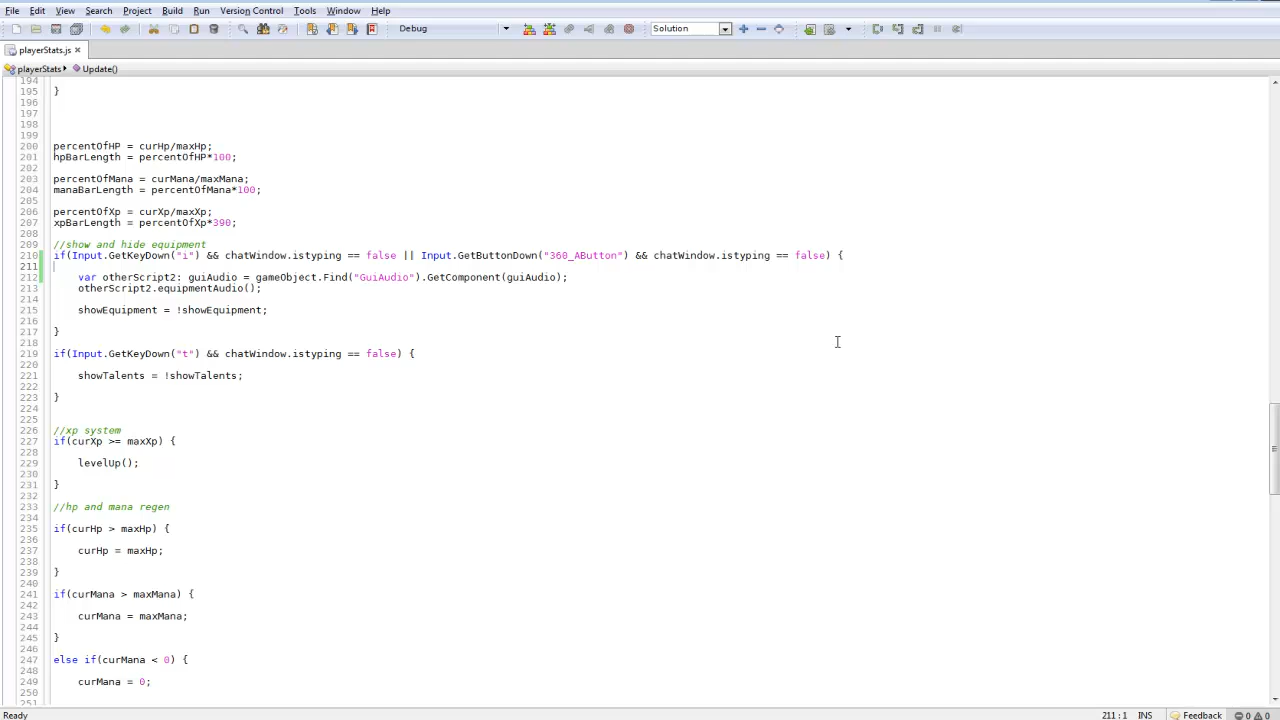 File Edit View Search Project Build Run Version Control Tools Window Help
Debug Solution
playerStats.js
playerStats Update()
194
195 }
196
197
198
199
200 percentOfHP = curHp/maxHp;
201 hpBarLength = percentOfHP*100;
202
203 percentOfMana = curMana/maxMana;
204 manaBarLength = percentOfMana*100;
205
206 percentOfXp = curXp/maxXp;
207 xpBarLength = percentOfXp*390;
208
209 //show and hide equipment
210 if(Input.GetKeyDown("i") && chatWindow.istyping == false || Input.GetButtonDown("360_AButton") && chatWindow.istyping == false) {
211
212 var otherScript2: guiAudio = gameObject.Find("GuiAudio").GetComponent(guiAudio);
213 otherScript2.equipmentAudio();
214
215 showEquipment = !showEquipment;
216
217 }
218
219 if(Input.GetKeyDown("t") && chatWindow.istyping == false) {
220
221 showTalents = !showTalents;
222
223 }
224
225
226 //xp system
227 if(curXp >= maxXp) {
228
229 levelUp();
230
231 }
232
233 //hp and mana regen
234
235 if(curHp > maxHp) {
236
237 curHp = maxHp;
238
239 }
240
241 if(curMana > maxMana) {
242
243 curMana = maxMana;
244
245 }
246
247 else if(curMana < 0) {
248
249 curMana = 0;
250
251
Ready 211 : 1 INS Feedback 0 0